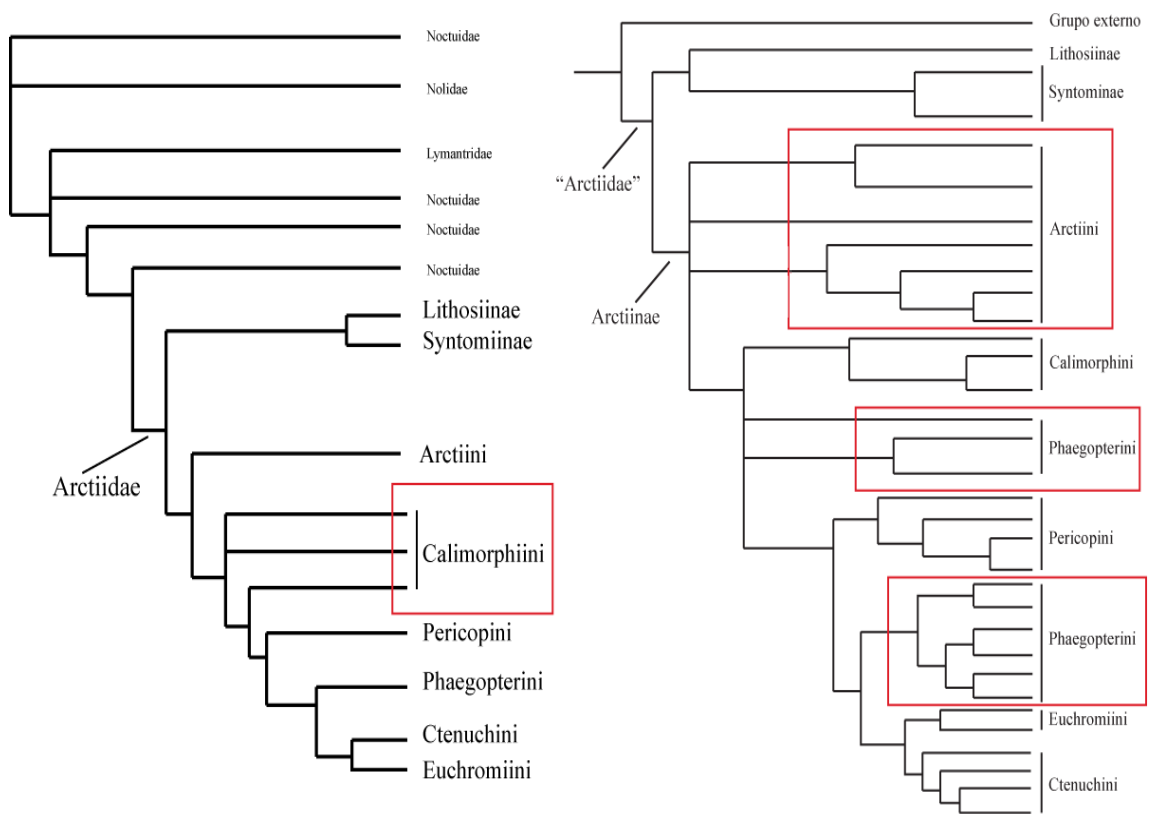 Noctuidae
Nolidae
Lymantridae
Noctuidae
Noctuidae
Noctuidae
Lithosiinae
Syntomiinae
Arctiini
Arctiidae
Calimorphiini
Pericopini
Phaegopterini
Ctenuchini
Euchromiini
Grupo externo
Lithosiinae
Syntominae
“Arctiidae”
Arctiini
Arctiinae
Calimorphini
Phaegopterini
Pericopini
Phaegopterini
Euchromiini
Ctenuchini